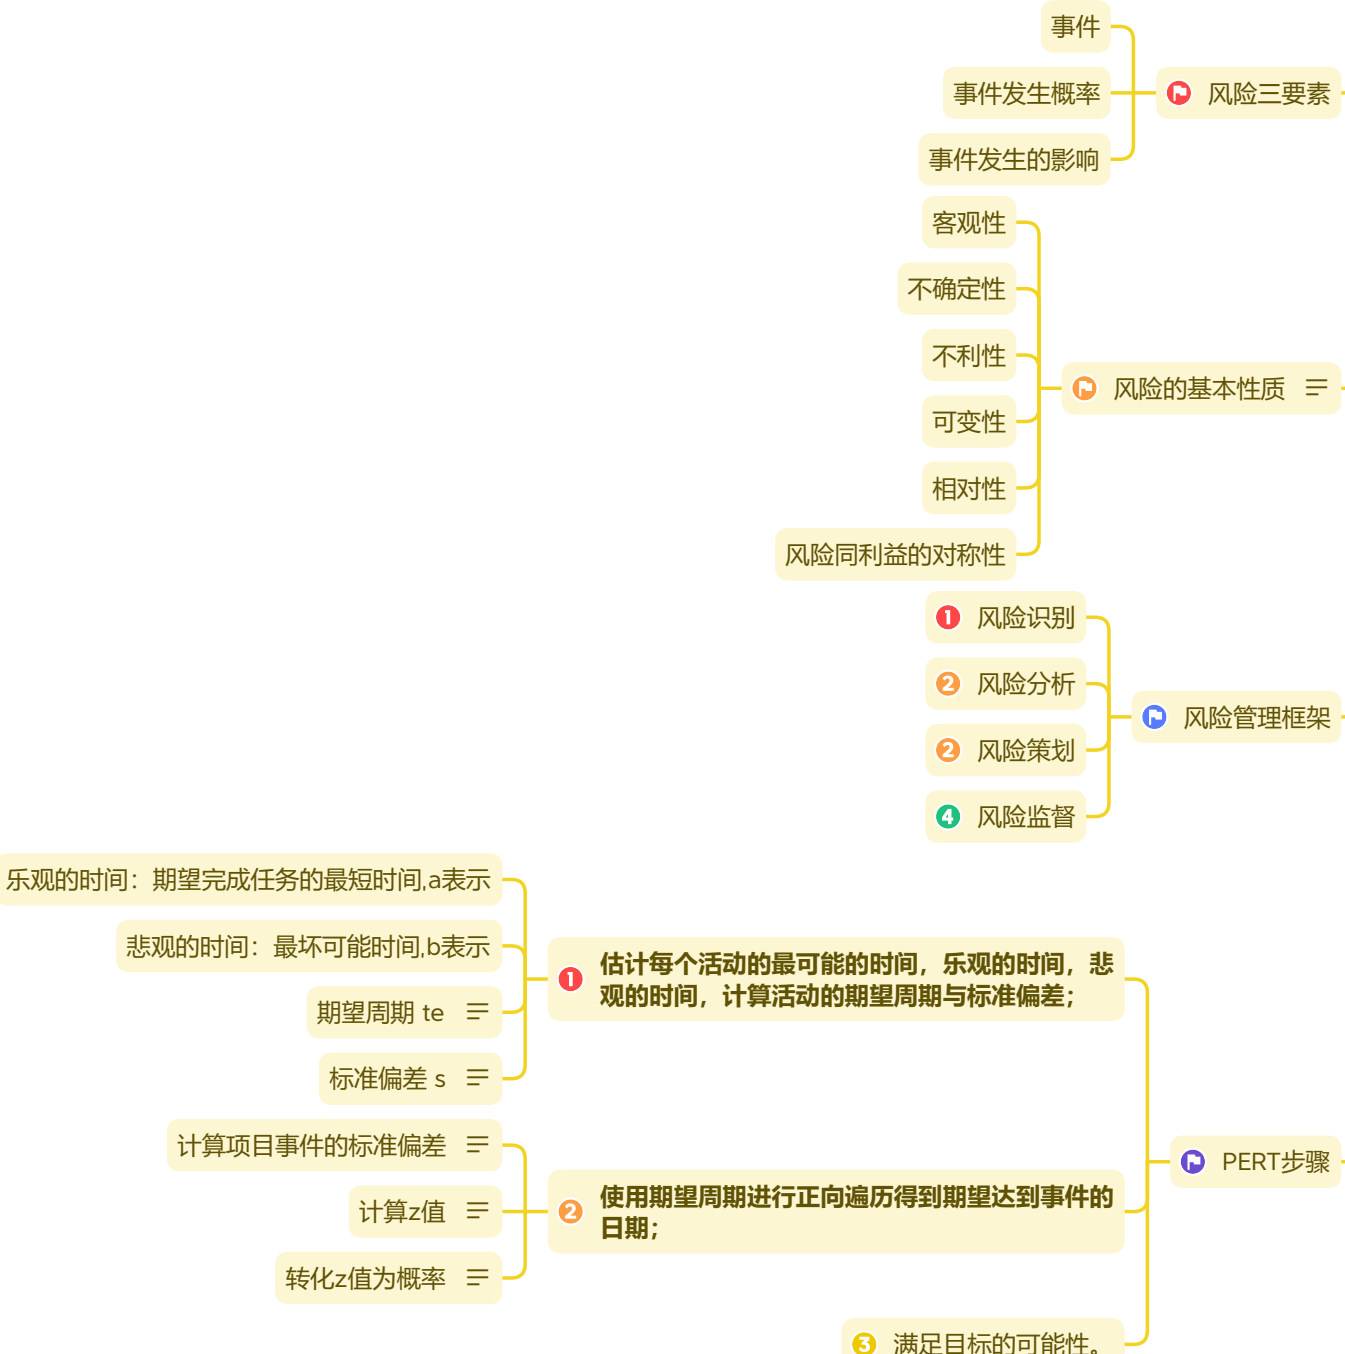 事件
事件发生概率
风险三要素
事件发生的影响
客观性
不确定性
不利性
风险的基本性质
可变性
相对性
风险同利益的对称性
1 风险识别
2 风险分析
风险管理框架
2 风险策划
4 风险监督
乐观的时间：期望完成任务的最短时间,a表示
悲观的时间：最坏可能时间,b表示
1 估计每个活动的最可能的时间，乐观的时间，悲
观的时间，计算活动的期望周期与标准偏差；
期望周期 te
标准偏差 s
计算项目事件的标准偏差
PERT步骤
计算z值
2 使用期望周期进行正向遍历得到期望达到事件的
日期；
转化z值为概率
3 满足目标的可能性。